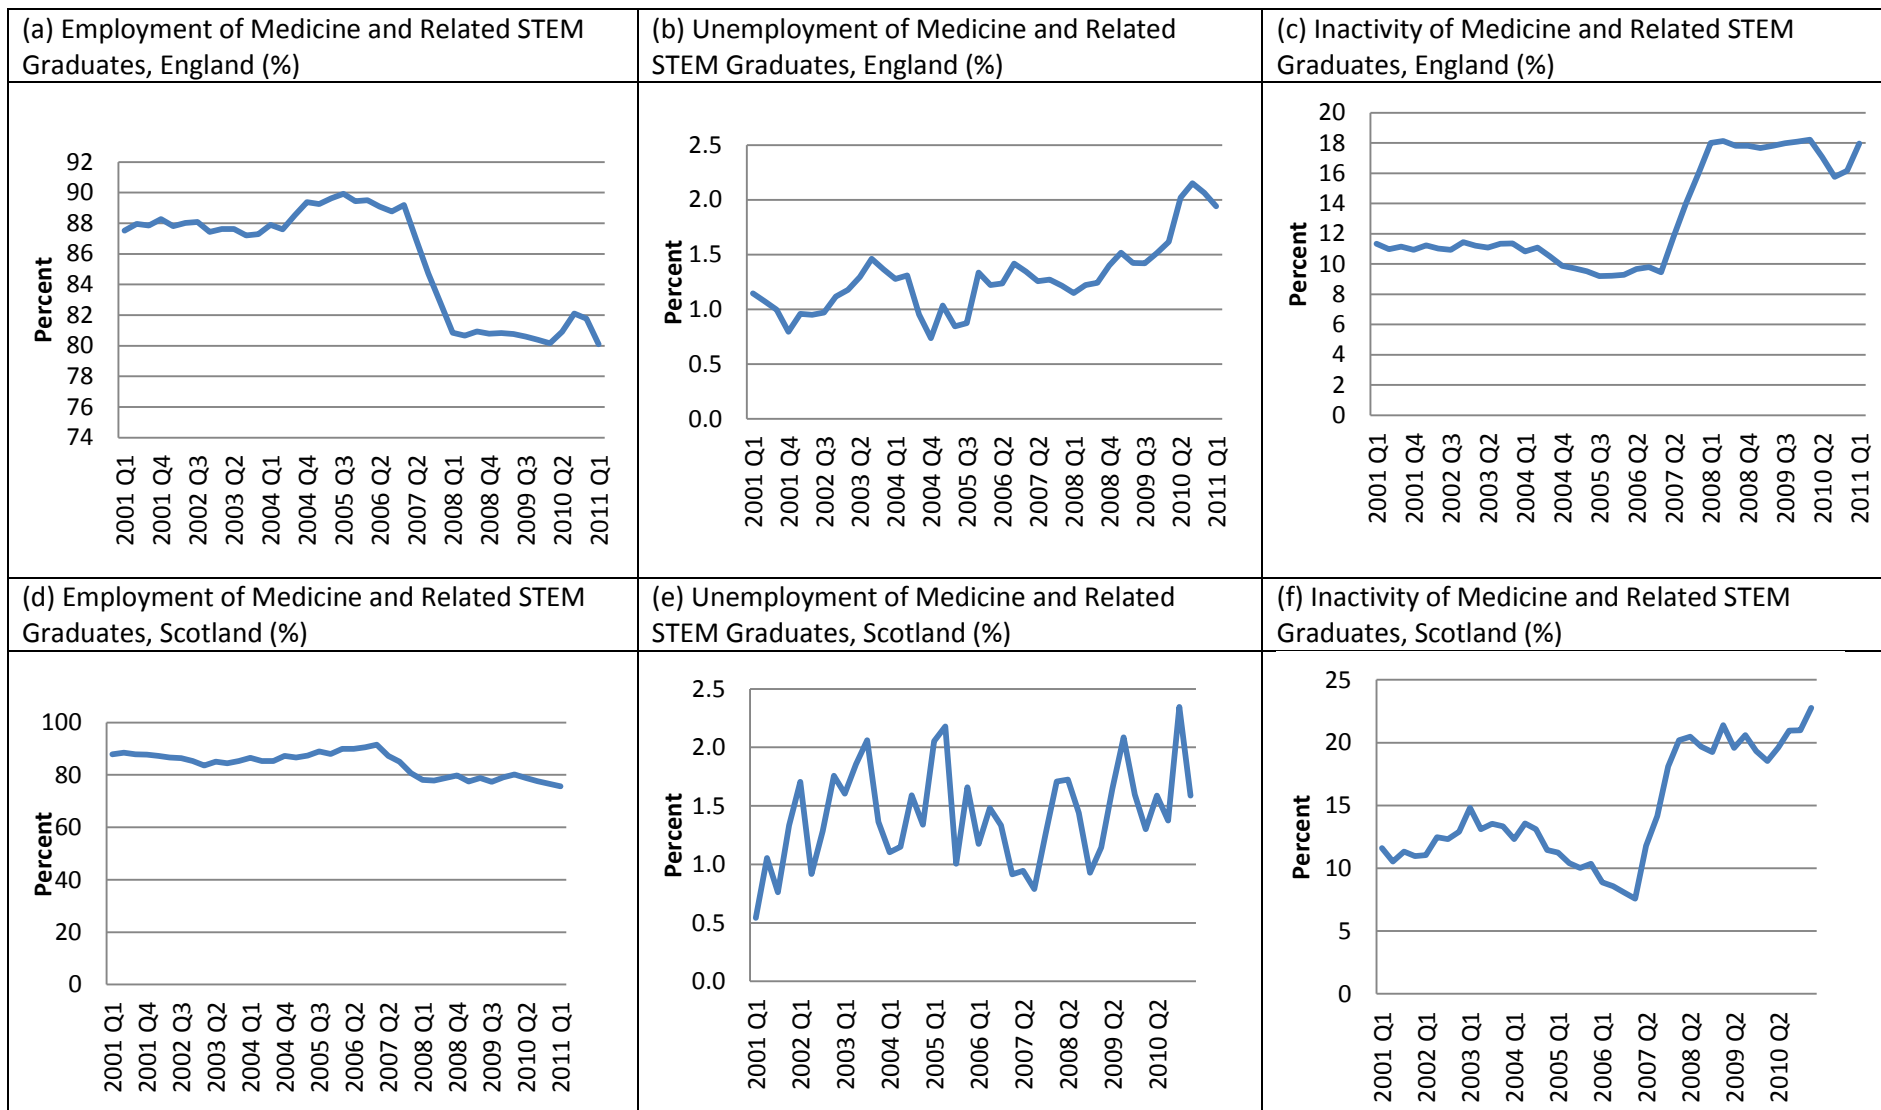 (a) Employment of Medicine and Related STEM
Graduates, England (%)
(b) Unemployment of Medicine and Related
STEM Graduates, England (%)
(c) Inactivity of Medicine and Related STEM
Graduates, England (%)
92
90
88
86
84
82
80
78
76
74
Percent
2001 Q1
2001 Q4
2002 Q3
2003 Q2
2004 Q1
2004 Q4
2005 Q3
2006 Q2
2007 Q2
2008 Q1
2008 Q4
2009 Q3
2010 Q2
2011 Q1
2.5
2.0
1.5
1.0
0.5
0.0
Percent
2001 Q1
2001 Q4
2002 Q3
2003 Q2
2004 Q1
2004 Q4
2005 Q3
2006 Q2
2007 Q2
2008 Q1
2008 Q4
2009 Q3
2010 Q2
2011 Q1
20
18
16
14
12
10
8
6
4
2
0
Percent
2001 Q1
2001 Q4
2002 Q3
2003 Q2
2004 Q1
2004 Q4
2005 Q3
2006 Q2
2007 Q2
2008 Q1
2008 Q4
2009 Q3
2010 Q2
2011 Q1
(d) Employment of Medicine and Related STEM
Graduates, Scotland (%)
(e) Unemployment of Medicine and Related
STEM Graduates, Scotland (%)
(f) Inactivity of Medicine and Related STEM
Graduates, Scotland (%)
100
80
60
40
20
0
Percent
2001 Q1
2001 Q4
2002 Q3
2003 Q2
2004 Q1
2004 Q4
2005 Q3
2006 Q2
2007 Q2
2008 Q1
2008 Q4
2009 Q3
2010 Q2
2011 Q1
2.5
2.0
1.5
1.0
0.5
0.0
Percent
2001 Q1
2002 Q1
2003 Q1
2004 Q1
2005 Q1
2006 Q1
2007 Q2
2008 Q2
2009 Q2
2010 Q2
25
20
15
10
5
0
Percent
2001 Q1
2002 Q1
2003 Q1
2004 Q1
2005 Q1
2006 Q1
2007 Q2
2008 Q2
2009 Q2
2010 Q2